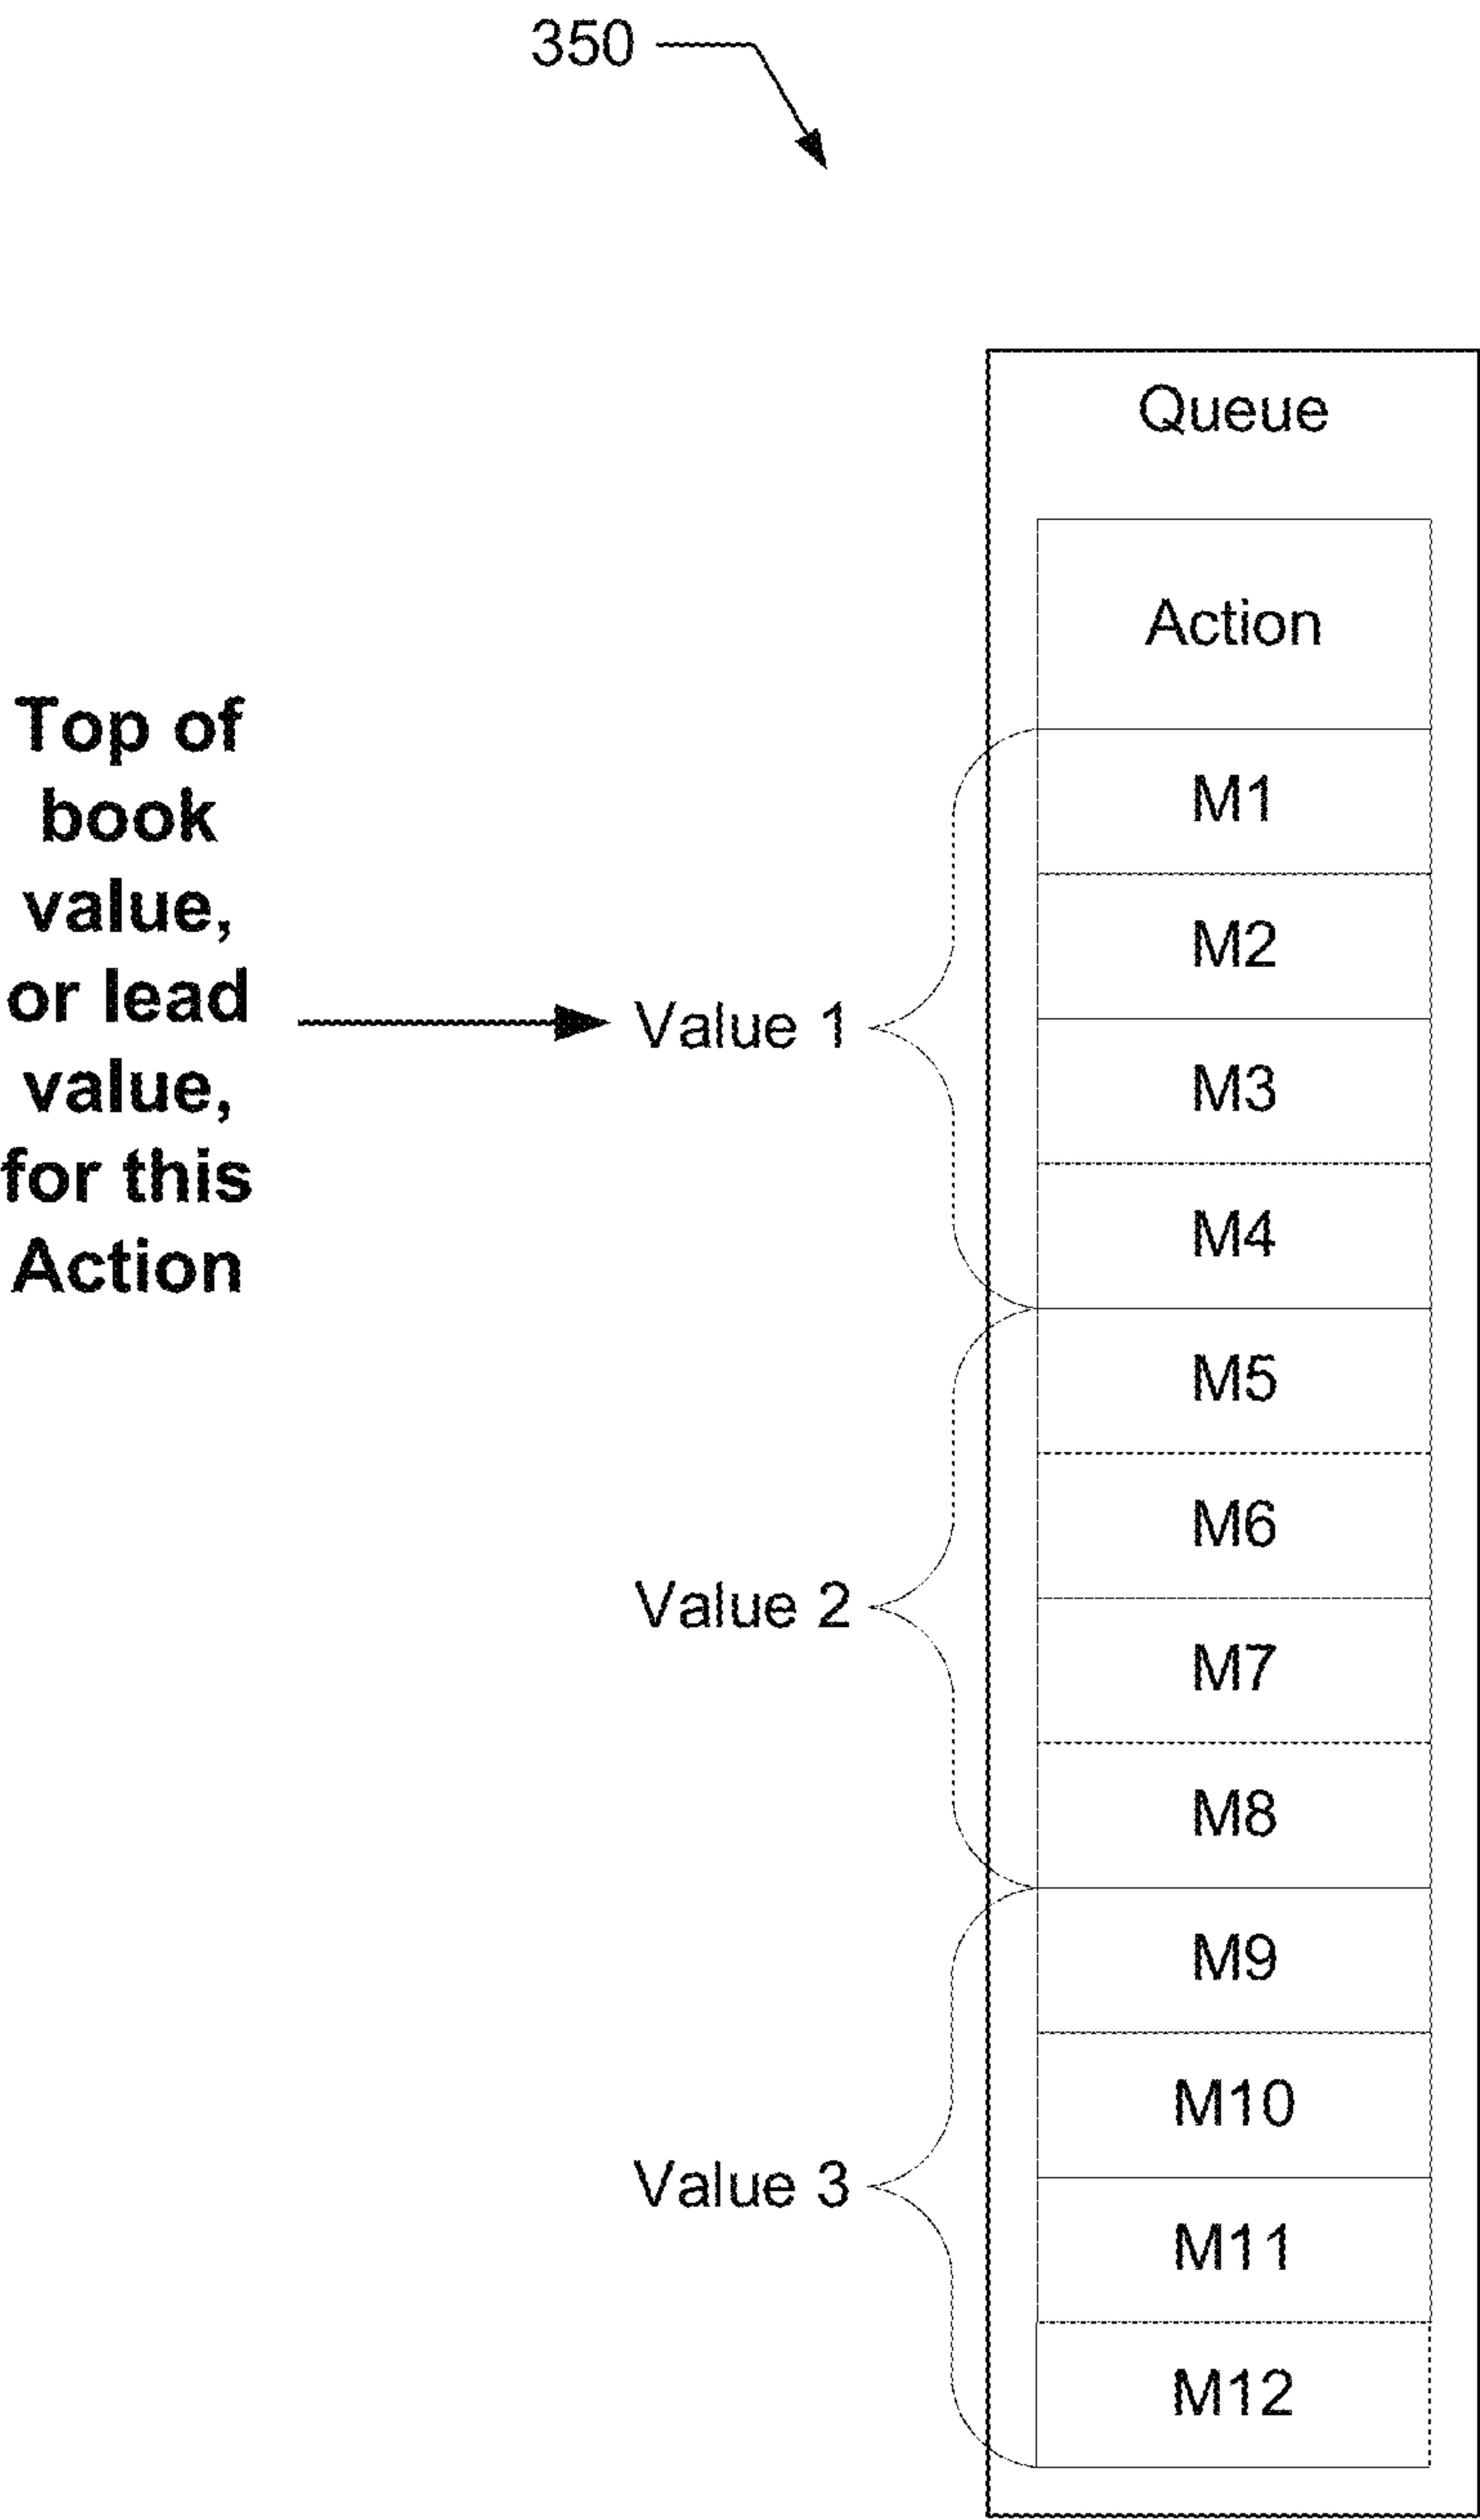 350
Queue
Action
Top of
book
value,
or lead
value,
for this
Action
Value 1
Value 2
Value 3
M1
M2
M3
M4
M5
M6
M7
M8
M9
M10
M11
M12